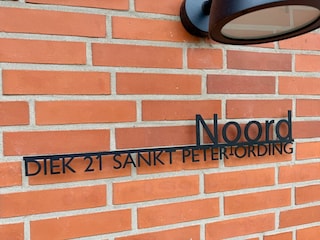 Noord
DIEK 21 SANKT PETER-ORDING